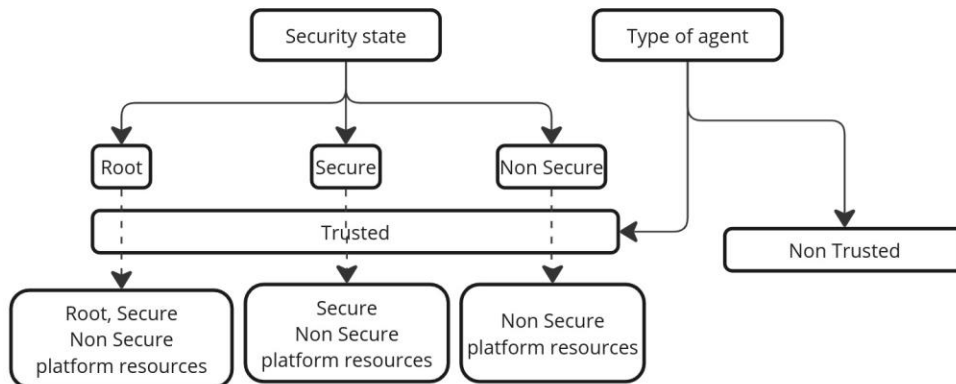 Security state
Type of agent
Root
Secure
Non Secure
Trusted
Non Trusted
Root, Secure
Non Secure
platform resources
Secure
Non Secure
platform resources
Non Secure
platform resources